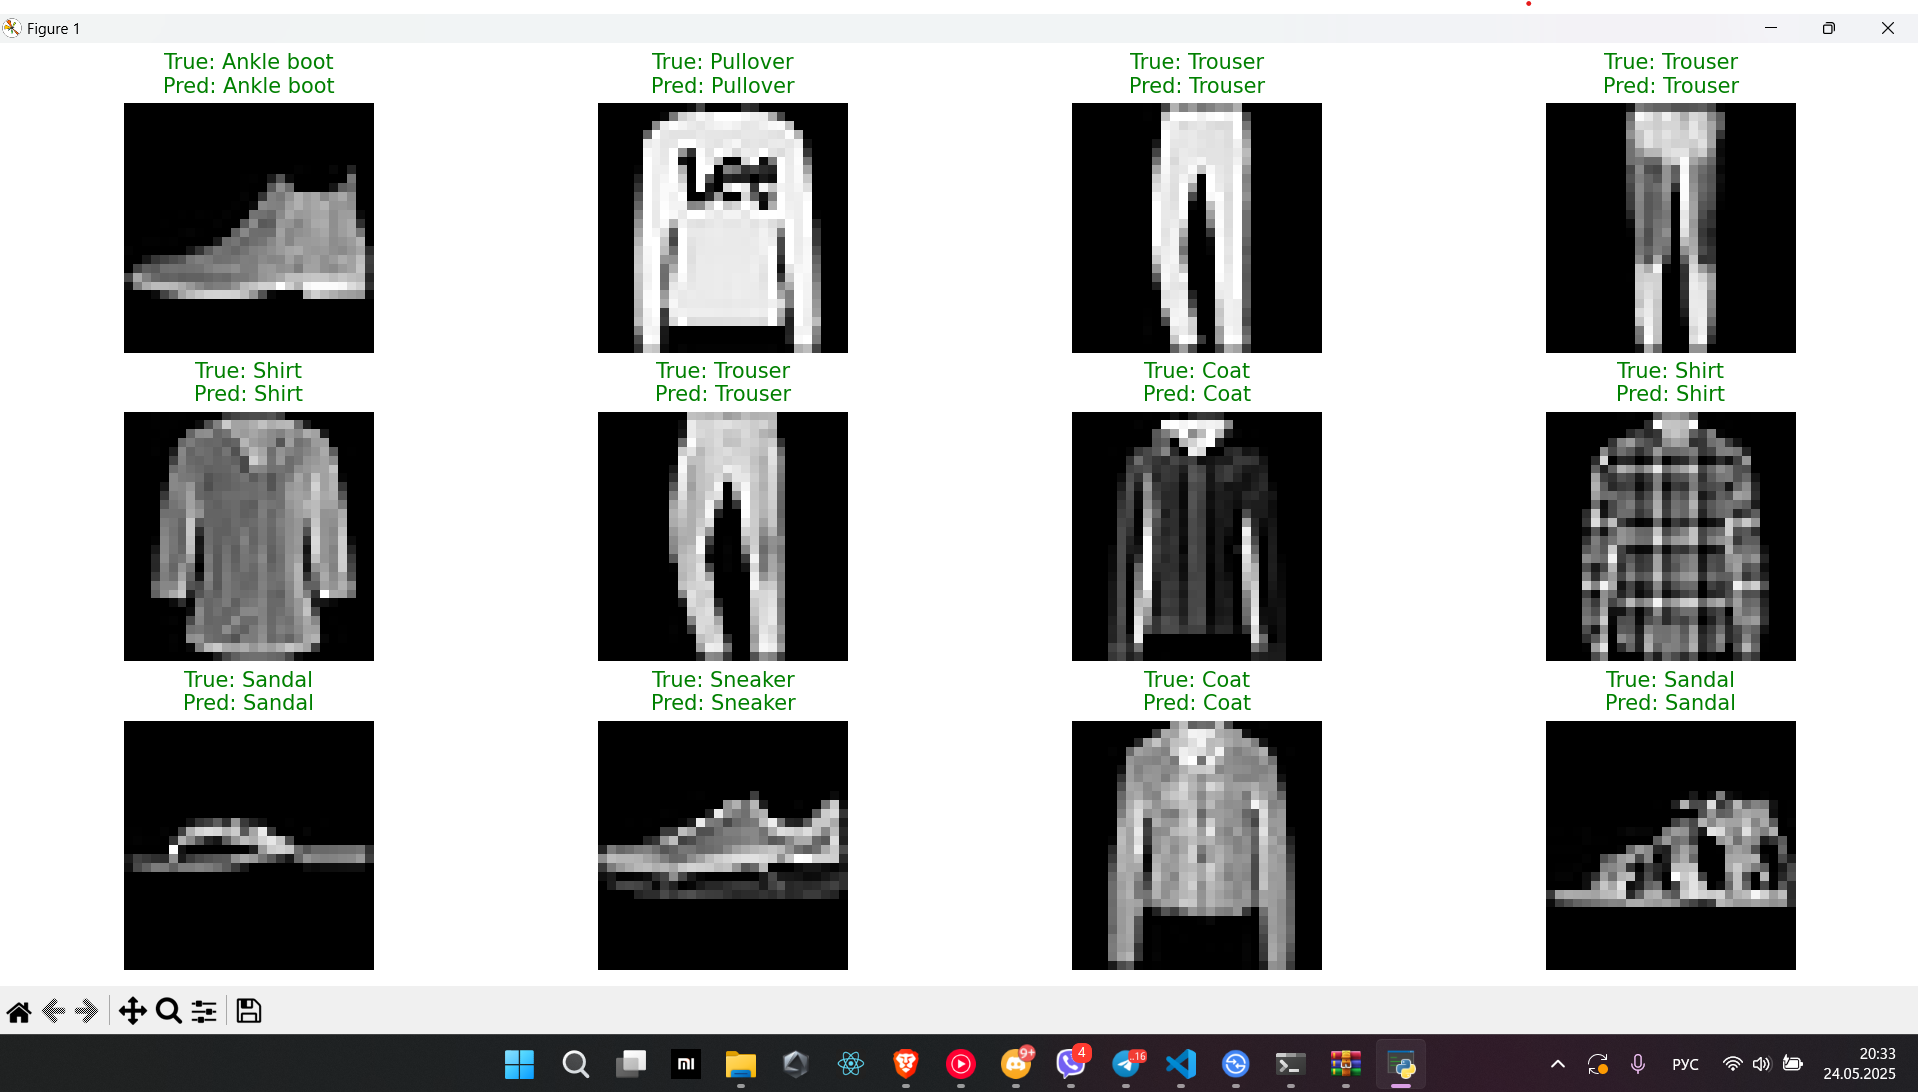 Figure 1
True: Ankle boot
Pred: Ankle boot
True: Pullover
Pred: Pullover
True: Trouser
Pred: Trouser
True: Trouser
Pred: Trouser
True: Shirt
Pred: Shirt
True: Trouser
Pred: Trouser
True: Coat
Pred: Coat
True: Shirt
Pred: Shirt
True: Sandal
Pred: Sandal
True: Sneaker
Pred: Sneaker
True: Coat
Pred: Coat
True: Sandal
Pred: Sandal
mi
9+
4
16
РУС
20:33
24.05.2025